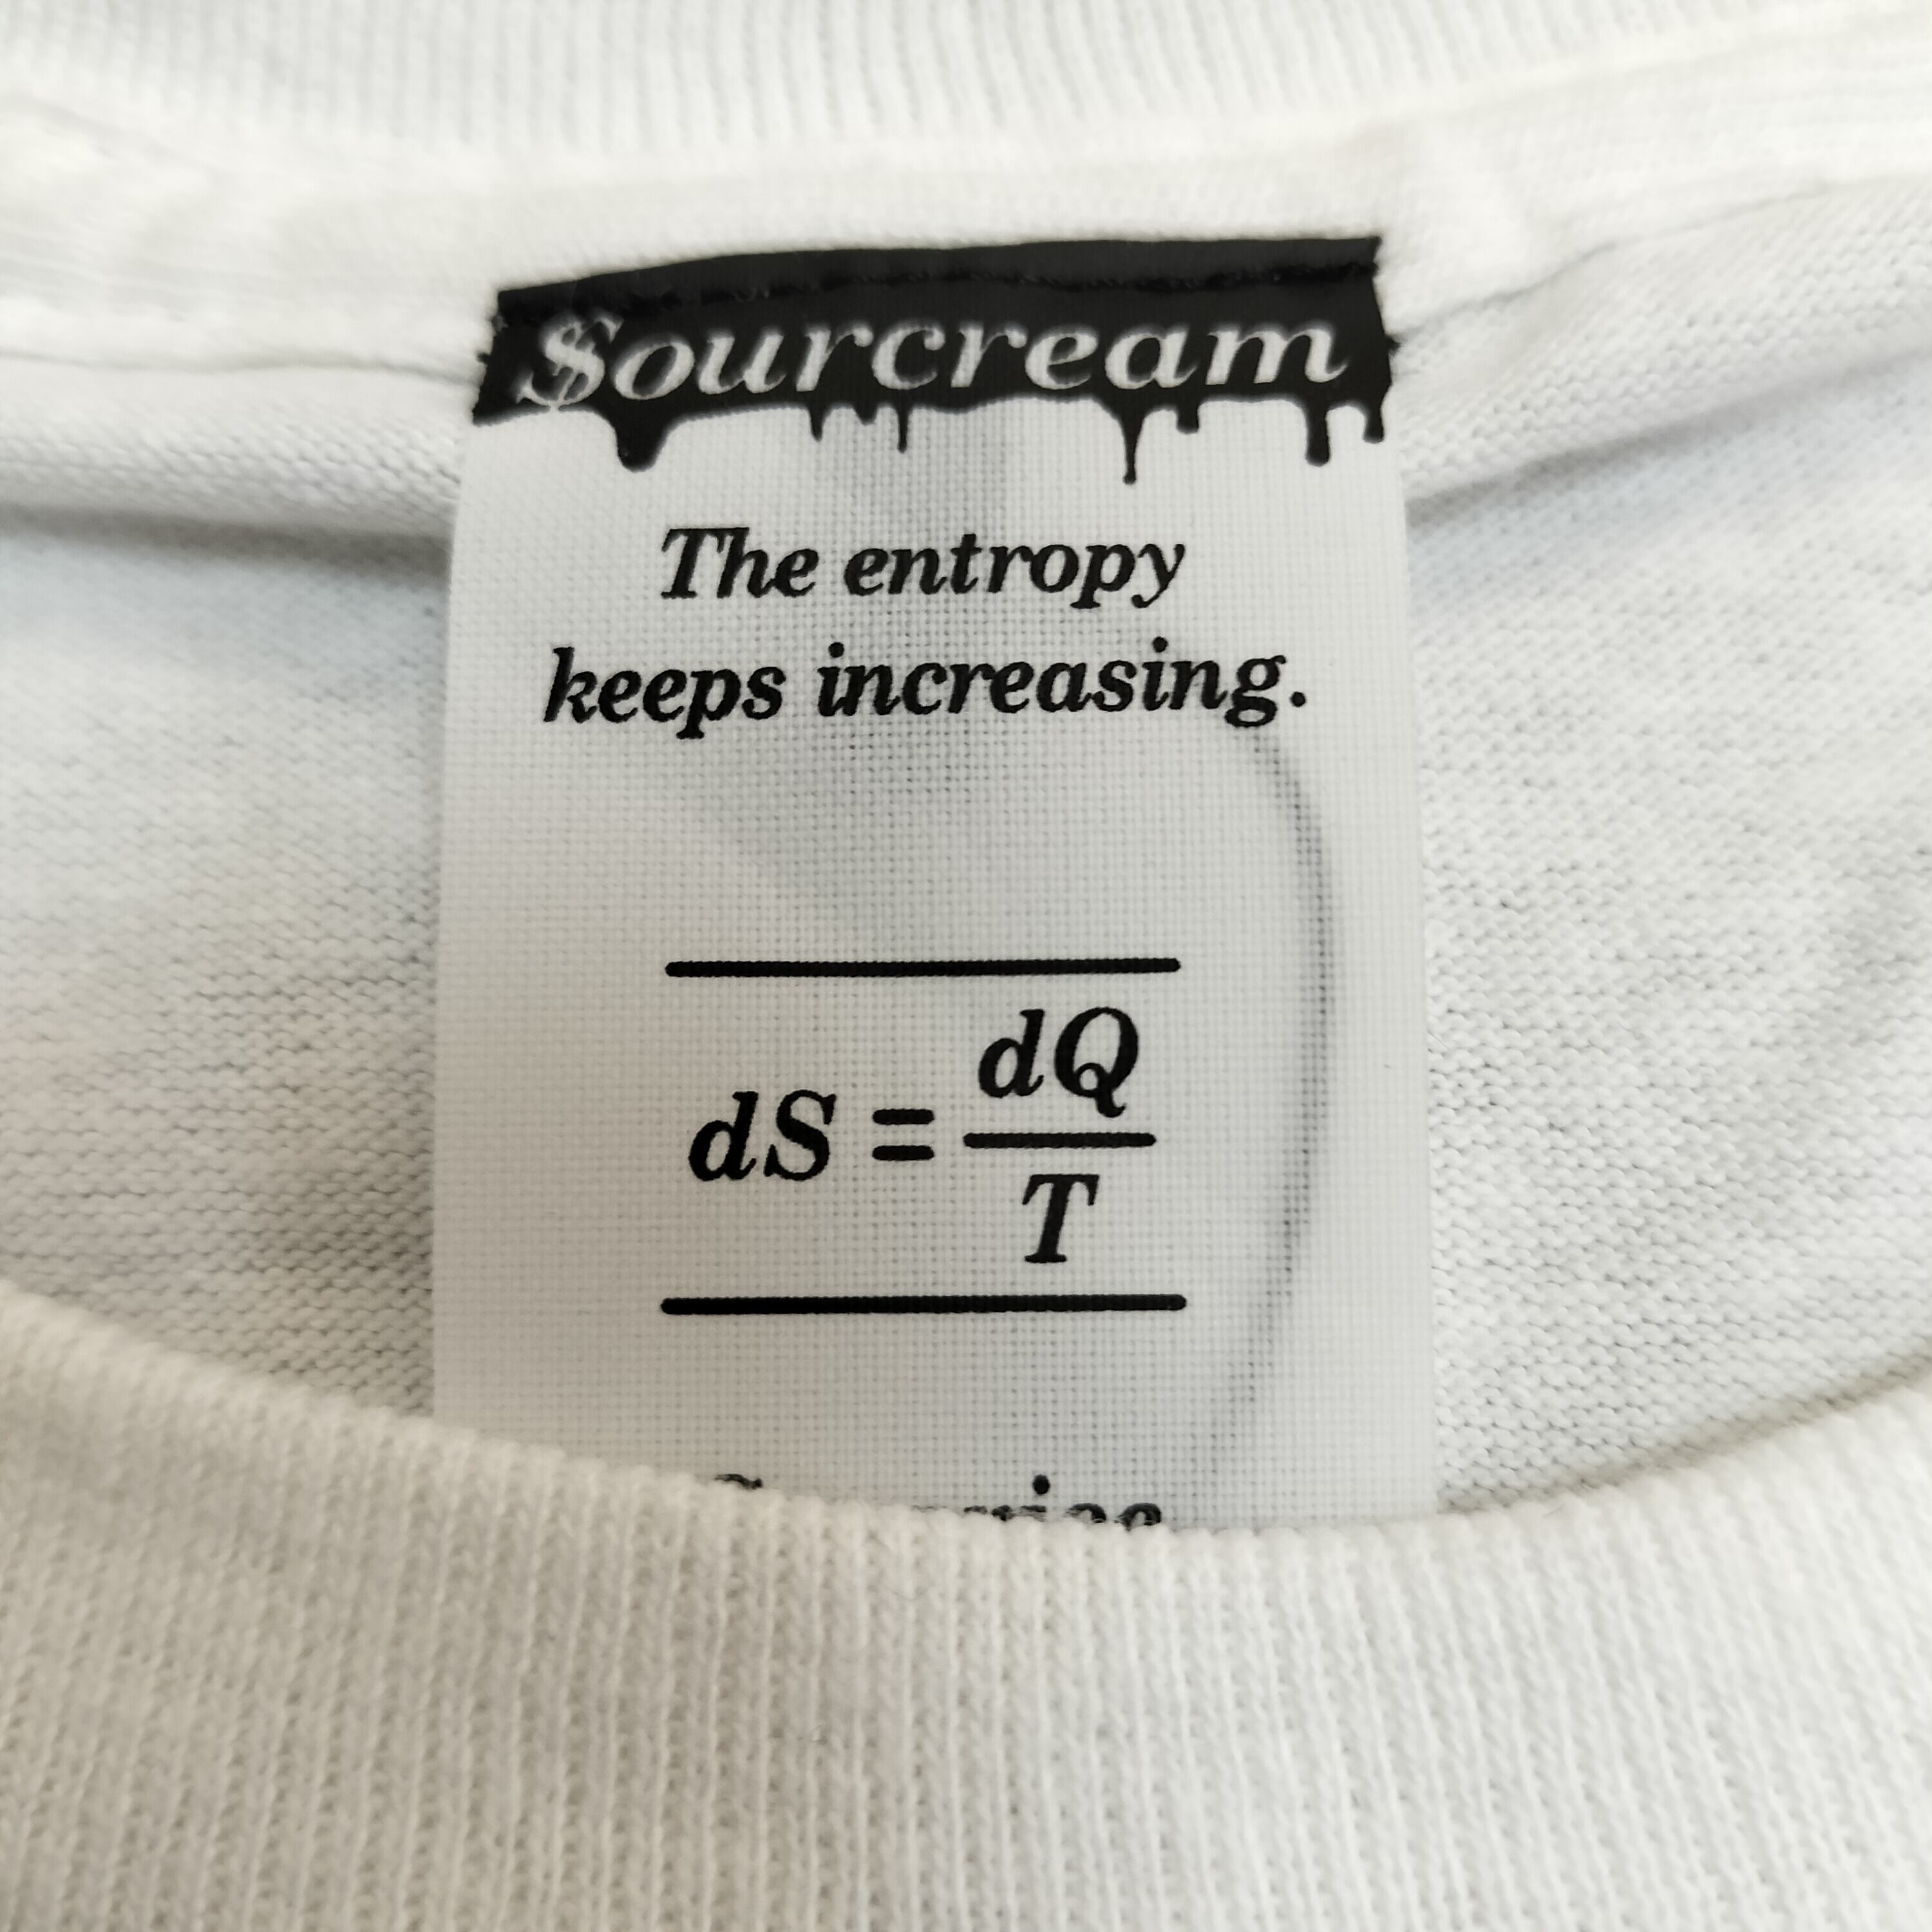 $ourcream
The entropy
keeps increasing.
dS = dQ
T